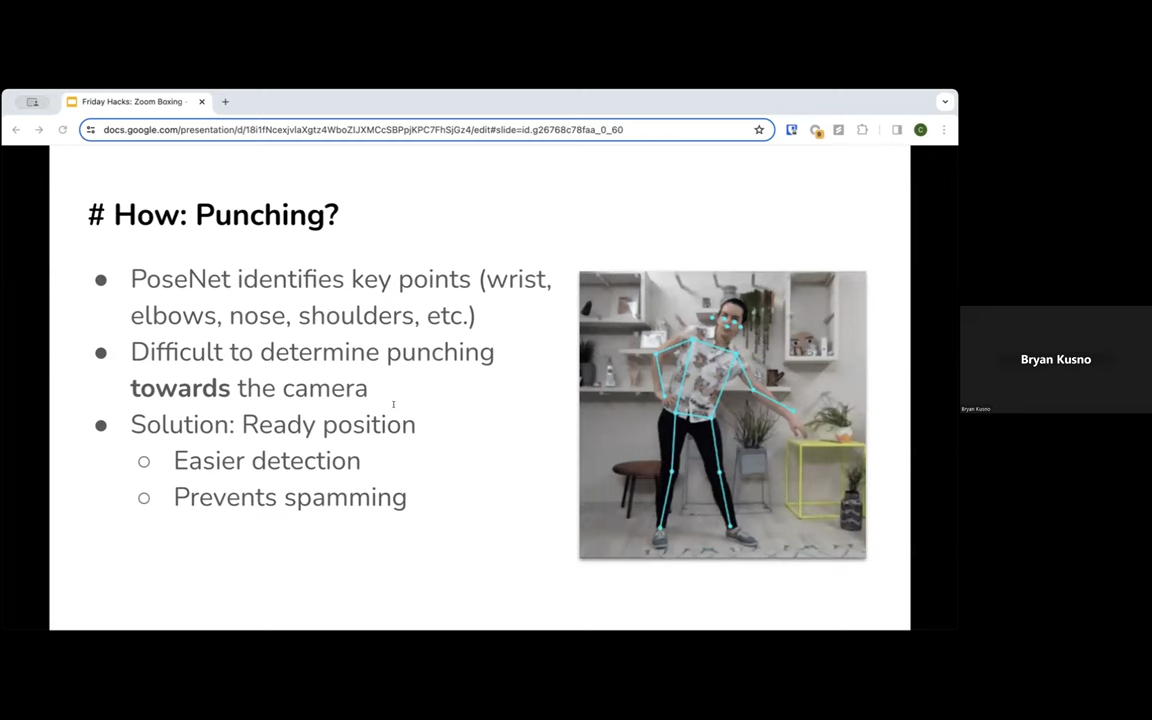 Friday Hacks: Zoom Boxing -
docs.google.com/presentation/d/18i1fNcexjvlaXgtz4WboZIJXMCcSBPpjKPC7FhSjGz4/edit#slide=id.g26768c78faa_0_60
C
# How: Punching?
● PoseNet identifies key points (wrist,
elbows, nose, shoulders, etc.)
● Difficult to determine punching
towards the camera
● Solution: Ready position
○ Easier detection
○ Prevents spamming
Bryan Kusno
Bryan Kusno